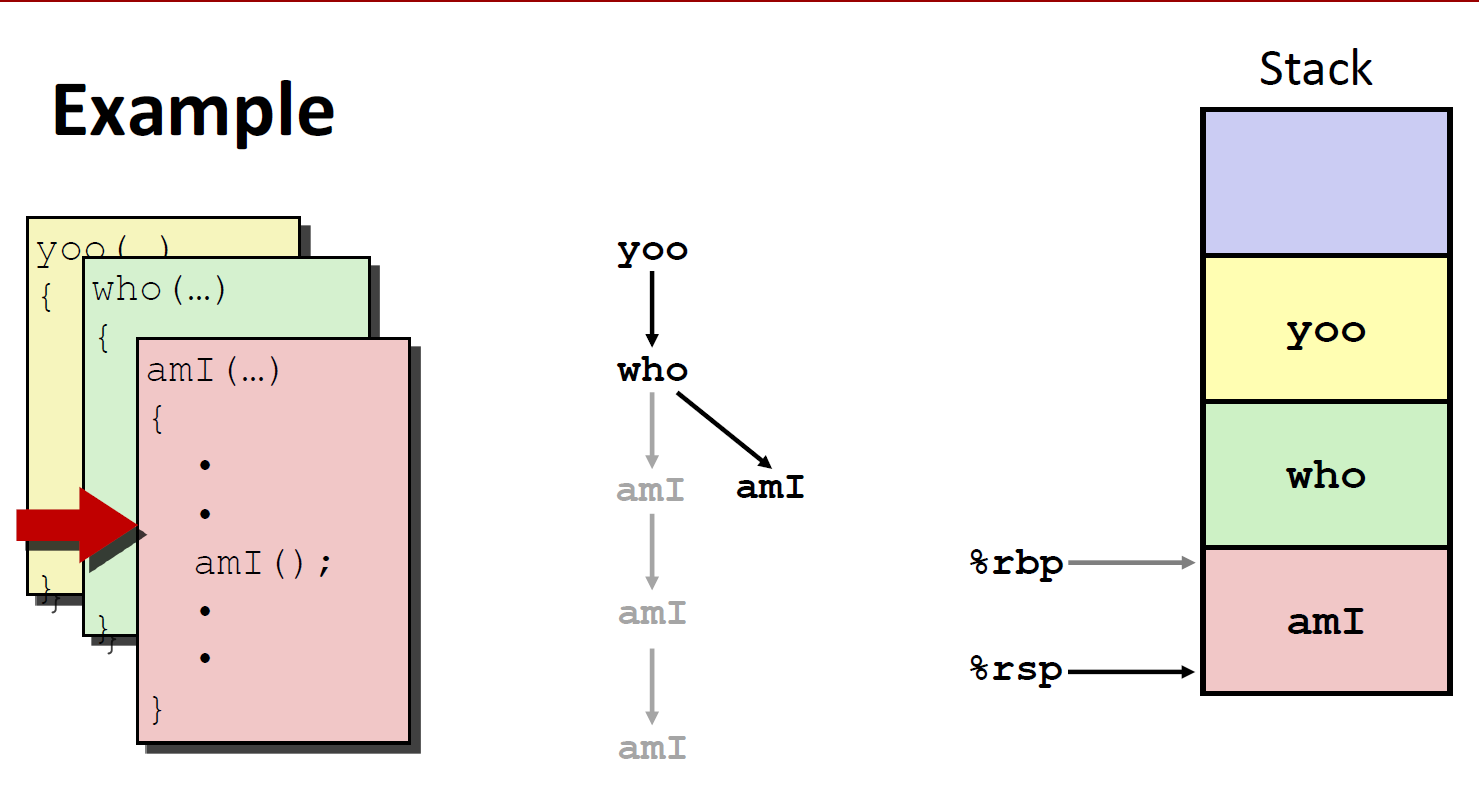 Example
Stack
yoo(…)
{
}
who(…)
{
}
amI(…)
{
•
•
amI();
•
•
}
}
}
yoo
who
amI
amI
amI
amI
yoo
who
amI
%rbp
%rsp